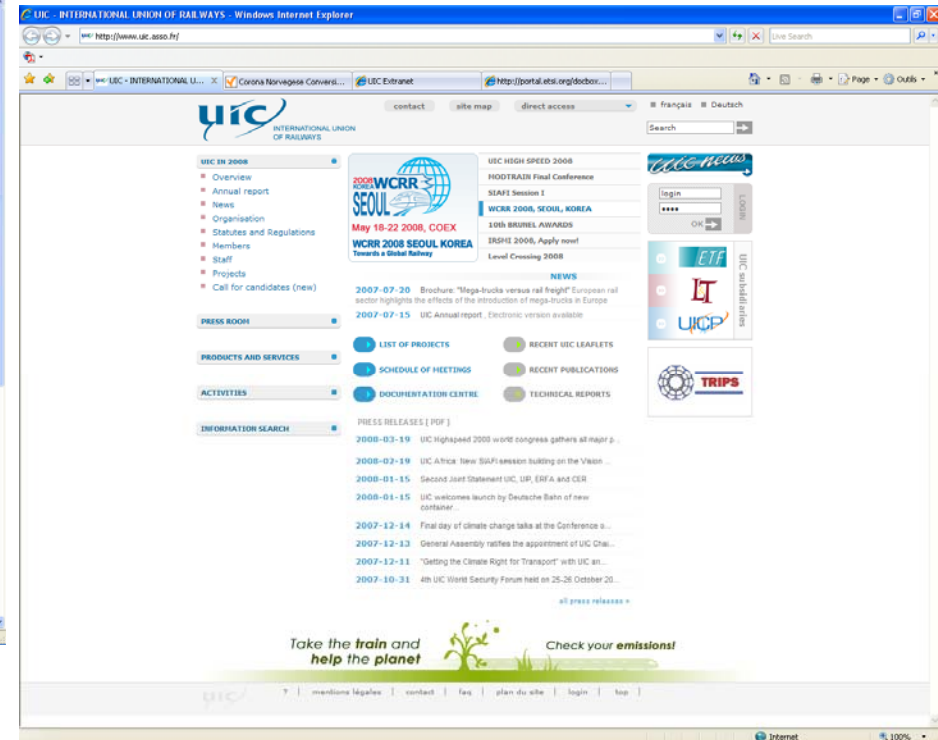 UIC - INTERNATIONAL UNION OF RAILWAYS - Windows Internet Explorer
http://www.uic.asso.fr/
Live Search
UIC - INTERNATIONAL U...
Corona Norvegese Conversi...
UIC Extranet
http://portal.etsi.org/docbox...
Page
contact
site map
direct access
français
Deutsch
uic
INTERNATIONAL UNION
OF RAILWAYS
Search
UIC IN 2008
Overview
Annual report
News
Organisation
Statutes and Regulations
Members
Staff
Projects
Call for candidates (new)
PRESS ROOM
PRODUCTS AND SERVICES
ACTIVITIES
INFORMATION SEARCH
2008 WCRR
KOREA
SEOUL
May 18-22 2008, COEX
WCRR 2008 SEOUL KOREA
Towards a Global Railway
UIC HIGH SPEED 2008
MODTRAIN Final Conference
SIAFI Session I
WCRR 2008, SEOUL, KOREA
10th BRUNEL AWARDS
IRSMI 2008, Apply now!
Level Crossing 2008
NEWS
2007-07-20 Brochure: "Mega-trucks versus rail freight" European rail
sector highlights the effects of the introduction of mega-trucks in Europe
2007-07-15 UIC Annual report , Electronic version available
LIST OF PROJECTS
RECENT UIC LEAFLETS
SCHEDULE OF MEETINGS
RECENT PUBLICATIONS
DOCUMENTATION CENTRE
TECHNICAL REPORTS
PRESS RELEASES [ PDF ]
2008-03-19 UIC Highspeed 2008 world congress gathers all major p...
2008-02-19 UIC Africa: New SIAFI session building on the Vision ...
2008-01-15 Second Joint Statement UIC, UIP, ERFA and CER
2008-01-15 UIC welcomes launch by Deutsche Bahn of new
container...
2007-12-14 Final day of climate change talks at the Conference o...
2007-12-13 General Assembly ratifies the appointment of UIC Chai...
2007-12-11 "Getting the Climate Right for Transport" with UIC an...
2007-10-31 4th UIC World Security Forum held on 25-26 October 20...
all press releases »
uic news
login
****
OK
LOGIN
ETF
LT
UICP
UIC subsidiaries
TRIPS
Take the train and
help the planet
Check your emissions!
uic
? | mentions légales | contact | faq | plan du site | login | top |
Internet
100%